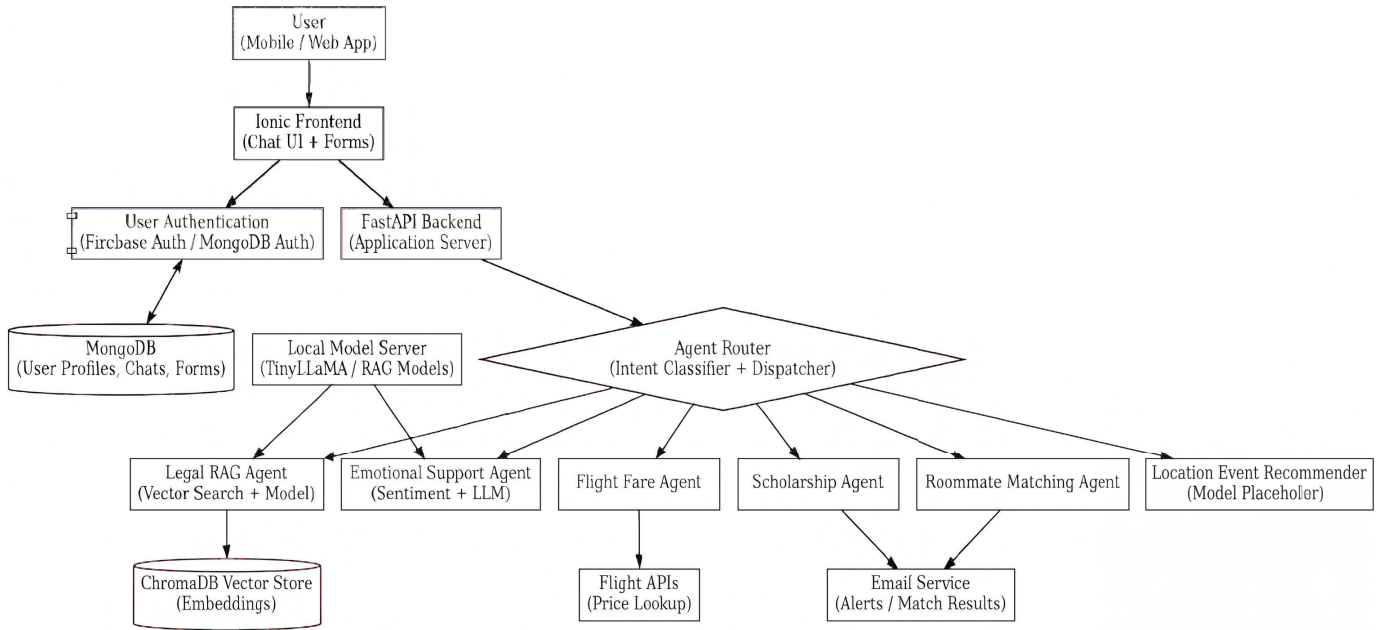 User
(Mobile / Web App)
Ionic Frontend
(Chat UI + Forms)
User Authentication
(Fircbase Auth / MongoDB Auth)
FastAPI Backend
(Application Server)
MongoDB
(User Profiles, Chats, Forms)
Local Model Server
(TinyLLaMA / RAG Models)
Agent Router
(Intent Classifier + Dispatcher)
Legal RAG Agent
(Vector Search + Model)
Emotional Support Agent
(Sentiment + LLM)
Flight Fare Agent
Scholarship Agent
Roommate Matching Agent
Location Event Recommender
(Model Placeholler)
ChromaDB Vector Store
(Embeddings)
Flight APIs
(Price Lookup)
Email Service
(Alerts / Match Results)